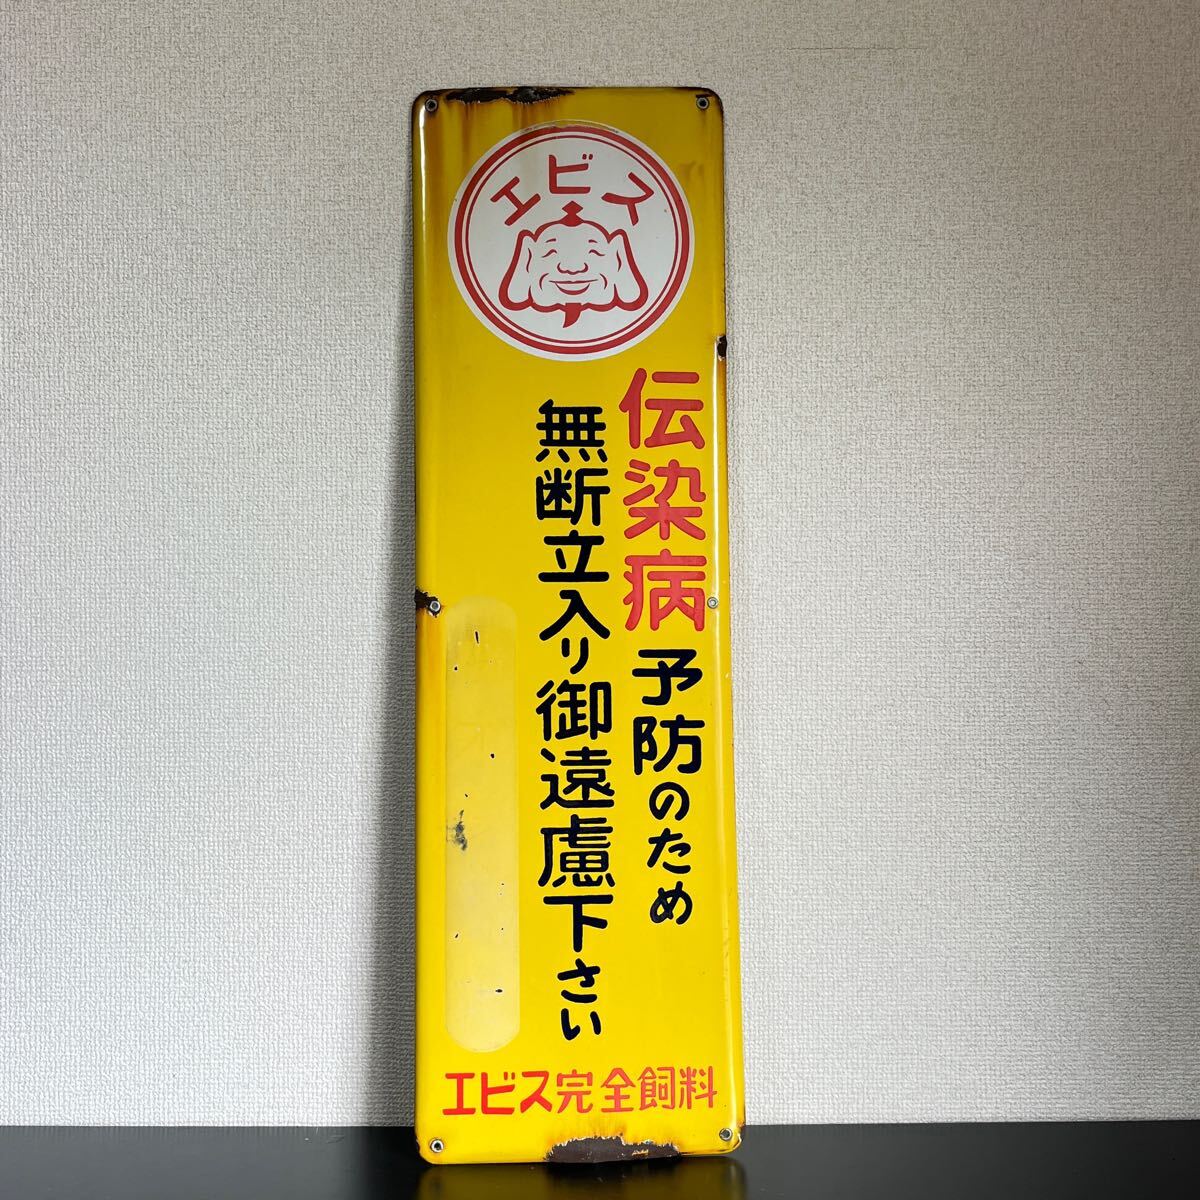 エビス
伝染病予防のため
無断立入り御遠慮下さい
エビス完全飼料